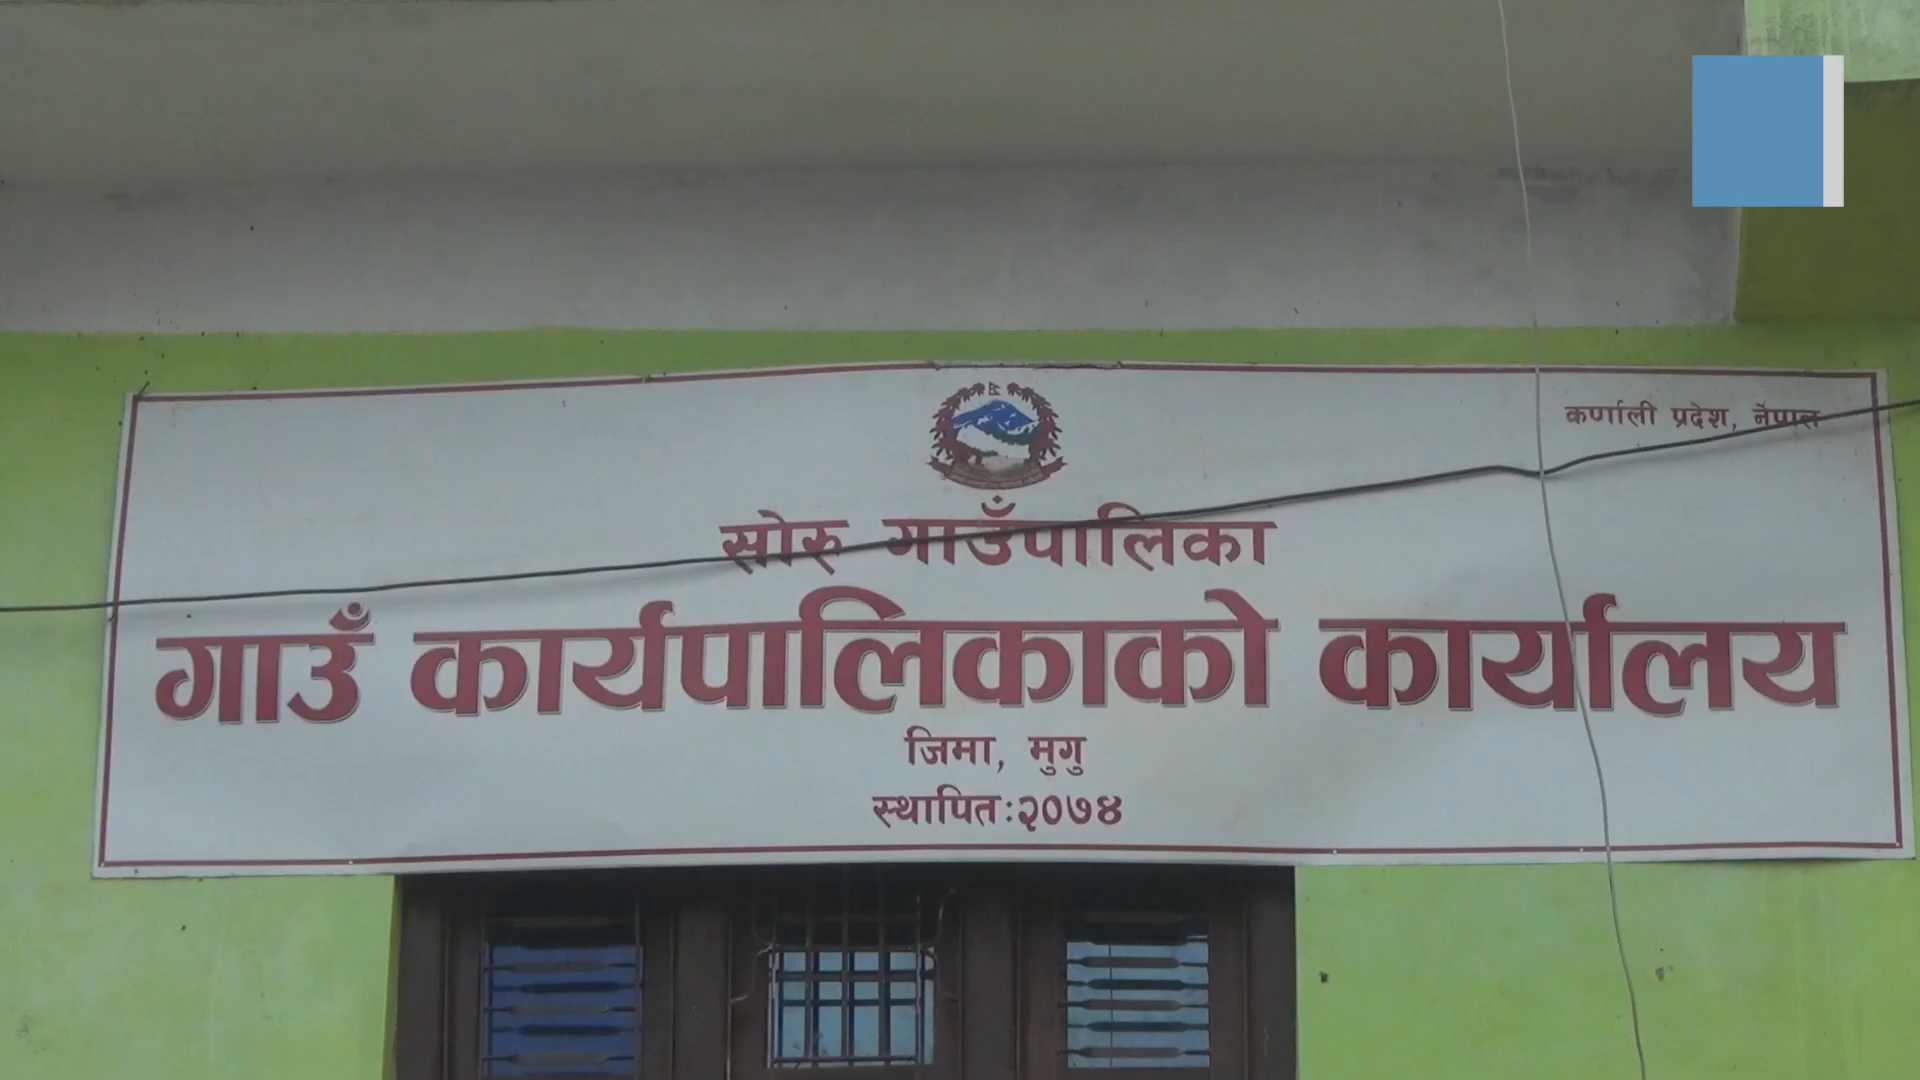 कर्णाली प्रदेश, नेपाल
सोरु गाउँपालिका
गाउँ कार्यपालिकाको कार्यालय
जिमा, मुगु
स्थापित:२०७४